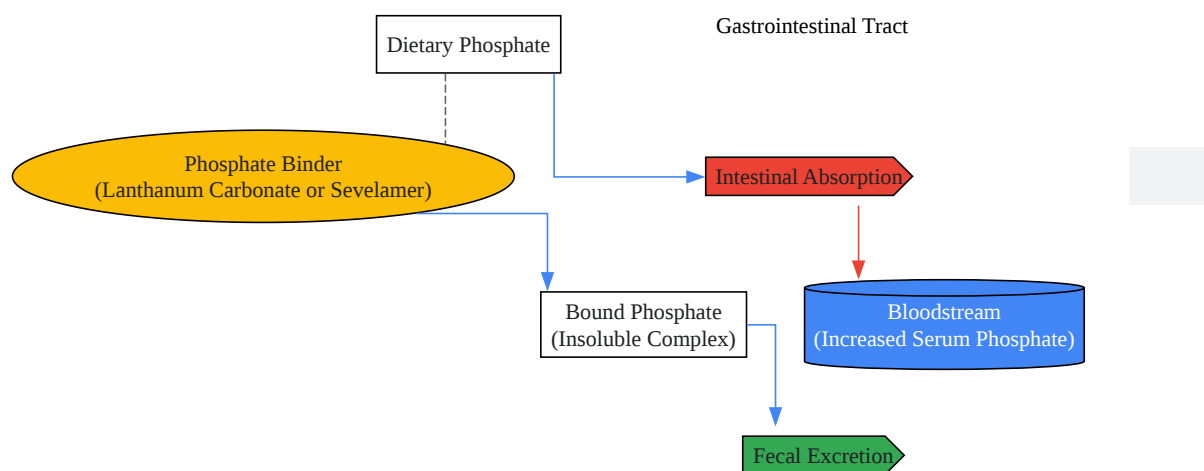 Gastrointestinal Tract
Dietary Phosphate
Phosphate Binder
(Lanthanum Carbonate or Sevelamer)
Intestinal Absorption
Bound Phosphate
(Insoluble Complex)
Bloodstream
(Increased Serum Phosphate)
Fecal Excretion